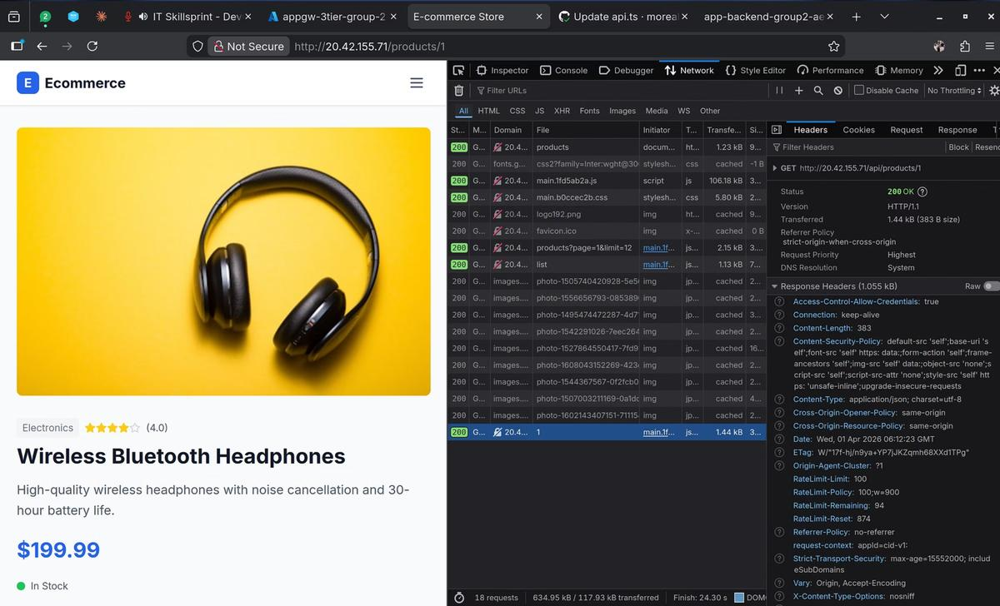 2
IT Skillsprint - Dev
appgw-3tier-group-2
E-commerce Store
Update api.ts · morea
app-backend-group2-ae
Not Secure
http://20.42.155.71/products/1
E
Ecommerce
Electronics
(4.0)
Wireless Bluetooth Headphones
High-quality wireless headphones with noise cancellation and 30-
hour battery life.
$199.99
In Stock
Inspector
Console
Debugger
Network
Style Editor
Performance
Memory
Filter URLs
Disable Cache
No Throttling
All HTML CSS JS XHR Fonts Images Media WS Other
St... M... Domain File Initiator T... Transfe... Si...
200 G... 20.4... products docum... ht... 1.23 kB 9...
200 G... fonts.g... css2?family=Inter:wght@30 stylesh... css cached -1 B
200 G... 20.4... main.1fd5ab2a.js script js 106.18 kB 3...
200 G... 20.4... main.b0ccec2b.css stylesh... css 5.80 kB 2...
200 G... 20.4... logo192.png img ht... cached 9...
200 G... 20.4... favicon.ico img x-... cached 0 B
200 G... 20.4... products?page=1&limit=12 main.1f... js... 2.15 kB 3....
200 G... 20.4... list main.1f... js... 1.13 kB 7...
200 G... images.... photo-1505740420928-5e5 img jp... cached 2...
200 G... images.... photo-1556656793-085389 img jp... cached 2...
200 G... images.... photo-1495474472287-4d7 img jp... cached 3...
200 G... images.... photo-1542291026-7eec264 img jp... cached 2...
200 G... images.... photo-1527864550417-7fd9 img jp... cached 16...
200 G... images.... photo-1608043152269-423 img jp... cached 2...
200 G... images.... photo-1544367567-0f2fcb0 img jp... cached 2...
200 G... images.... photo-1507003211169-0a1d img jp... cached 4...
200 G... images.... photo-1602143407151-7111 img jp... cached 2...
200 G... 20.4... 1 main.1f... js... 1.44 kB 3...
18 requests
634.95 kB / 117.93 kB transferred
Finish: 24.30 s
DOM
Headers Cookies Request Response
Filter Headers
Block
Resen
GET http://20.42.155.71/api/products/1
Status 200 OK
Version HTTP/1.1
Transferred 1.44 kB (383 B size)
Referrer Policy
strict-origin-when-cross-origin
Request Priority Highest
DNS Resolution System
Response Headers (1.055 kB)
Raw
Access-Control-Allow-Credentials: true
Connection: keep-alive
Content-Length: 383
Content-Security-Policy: default-src 'self';base-uri 's
elf';font-src 'self' https: data:;form-action 'self';frame-
ancestors 'self';img-src 'self' data:;object-src 'none';s
cript-src 'self';script-src-attr 'none';style-src 'self' htt
ps: 'unsafe-inline';upgrade-insecure-requests
Content-Type: application/json; charset=utf-8
Cross-Origin-Opener-Policy: same-origin
Cross-Origin-Resource-Policy: same-origin
Date: Wed, 01 Apr 2026 06:12:23 GMT
ETag: W/"17f-hj/n9ya+YP7jJKZqmh68XXd1TPg"
Origin-Agent-Cluster: ?1
RateLimit-Limit: 100
RateLimit-Policy: 100;w=900
RateLimit-Remaining: 94
RateLimit-Reset: 874
Referrer-Policy: no-referrer
request-context: appId=cid-v1:
Strict-Transport-Security: max-age=15552000; includ
eSubDomains
Vary: Origin, Accept-Encoding
X-Content-Type-Options: nosniff